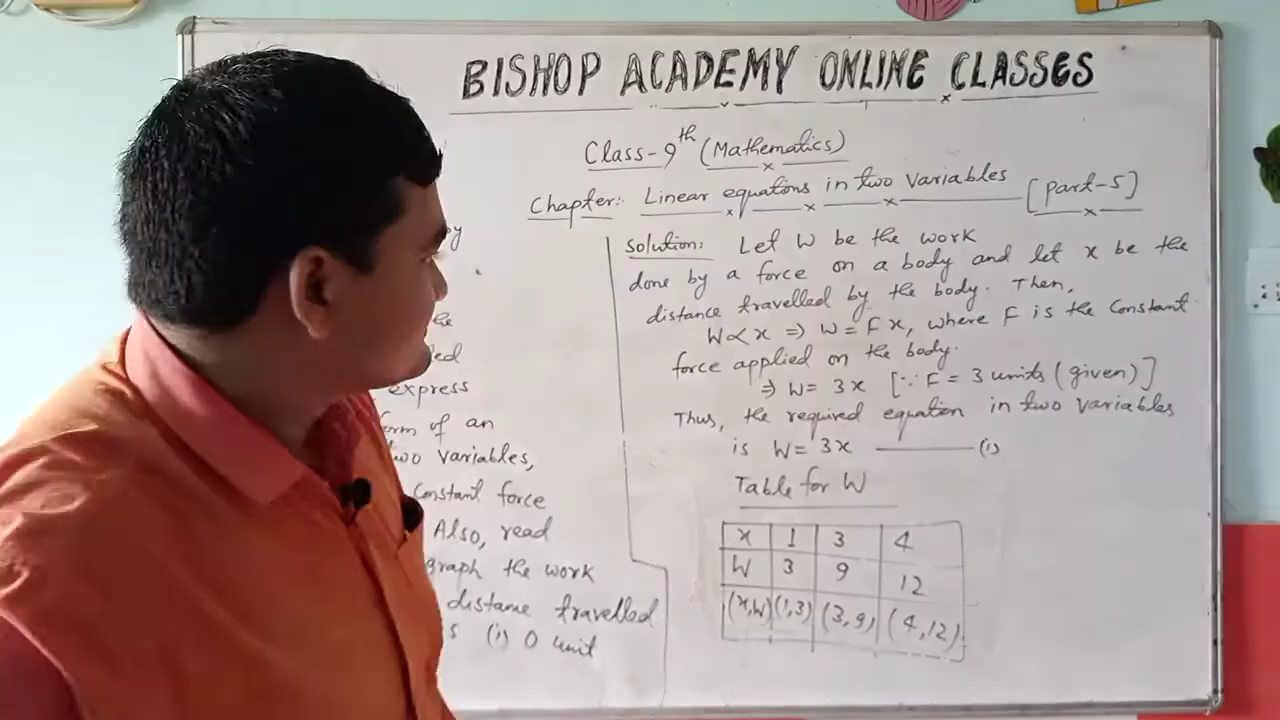 BISHOP ACADEMY ONLINE CLASSES
Class-9th (Mathematics)
Chapter: Linear equations in two variables [Part-5]
by
express
form of an
two variables,
constant force
Also, read
graph the work
distance travelled
(i) 0 unit
Solution: Let W be the work
done by a force on a body and let x be the
distance travelled by the body. Then,
W∝x ⇒ W=Fx, where F is the constant
force applied on the body.
⇒ W= 3x [∵ F = 3 units (given)]
Thus, the required equation in two variables
is W= 3x ——— (i)
Table for W
x 1 3 4
W 3 9 12
(x,W) (1,3) (3,9) (4,12)